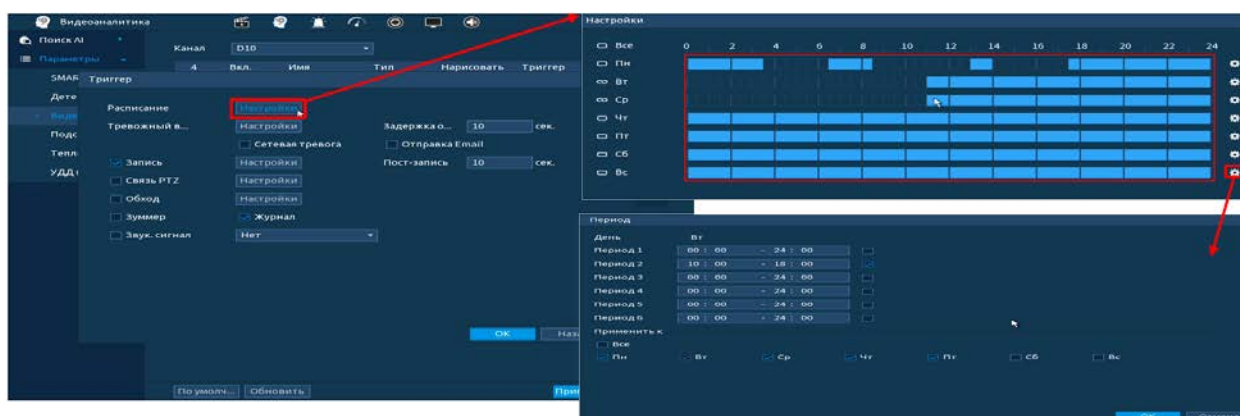 Видеоаналитика
Поиск AI
Параметры
SMAR
Дете
Виде
Подс
Тепл
УДД
Канал D10
4 Вкл. Имя Тип Нарисовать Триггер
Триггер
Расписание Настройки
Тревожный в... Настройки Задержка о... 10 сек.
Сетевая тревога Отправка Email
Запись Настройки Пост-запись 10 сек.
Связь PTZ Настройки
Обход Настройки
Зуммер Журнал
Звук. сигнал Нет
OK Наза
По умолч... Обновить При
Настройки
Все 0 2 4 6 8 10 12 14 16 18 20 22 24
Пн
Вт
Ср
Чт
Пт
Сб
Вс
Период
День Вт
Период 1 00 : 00 - 24 : 00
Период 2 10 : 00 - 18 : 00
Период 3 00 : 00 - 24 : 00
Период 4 00 : 00 - 24 : 00
Период 5 00 : 00 - 24 : 00
Период 6 00 : 00 - 24 : 00
Применить к
Все
Пн Вт Ср Чт Пт Сб Вс
OK